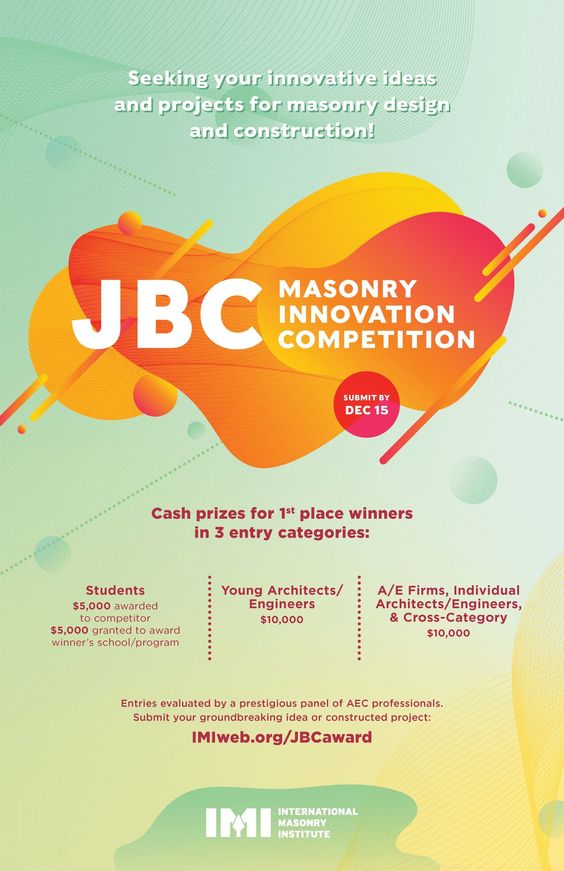 Seeking your innovative ideas
and projects for masonry design
and construction!
JBC
MASONRY
INNOVATION
COMPETITION
SUBMIT BY
DEC 15
Cash prizes for 1st place winners
in 3 entry categories:
Students
$5,000 awarded
to competitor
$5,000 granted to award
winner's school/program
Young Architects/
Engineers
$10,000
A/E Firms, Individual
Architects/Engineers,
& Cross-Category
$10,000
Entries evaluated by a prestigious panel of AEC professionals.
Submit your groundbreaking idea or constructed project:
IMIweb.org/JBCaward
IMI
INTERNATIONAL
MASONRY
INSTITUTE